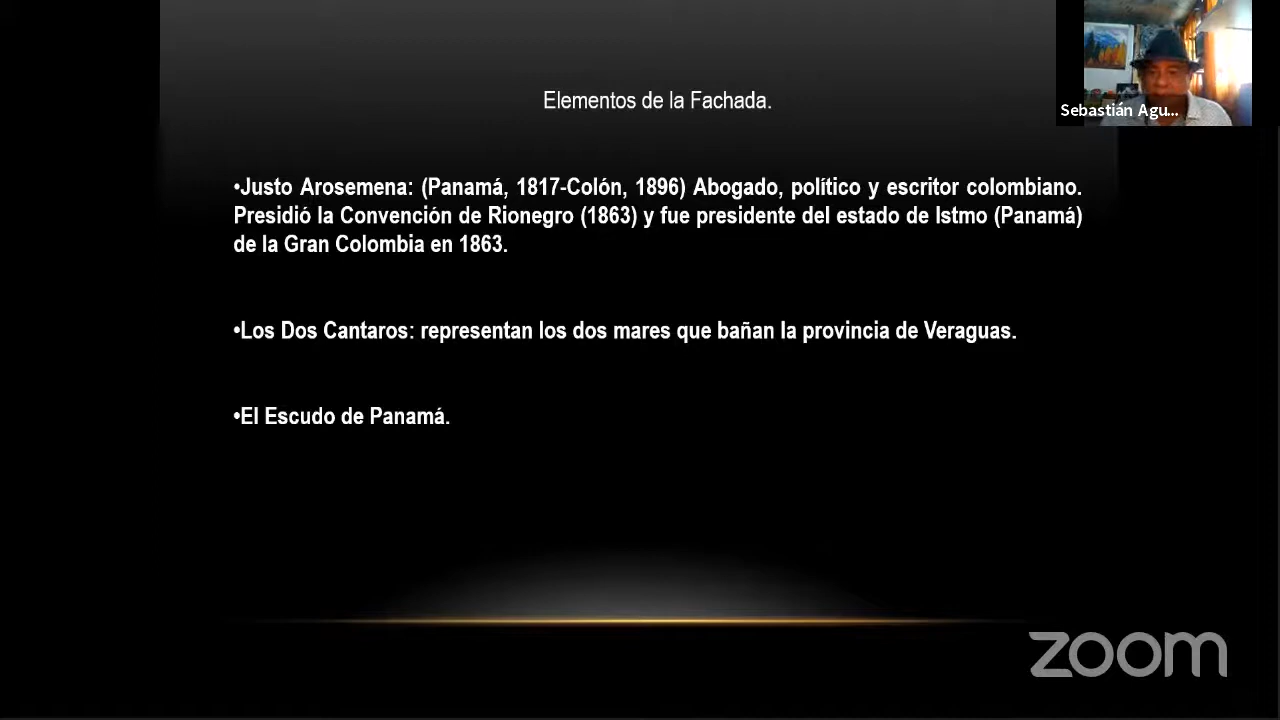 Elementos de la Fachada.
Sebastián Agu...
•Justo Arosemena: (Panamá, 1817-Colón, 1896) Abogado, político y escritor colombiano.
Presidió la Convención de Rionegro (1863) y fue presidente del estado de Istmo (Panamá)
de la Gran Colombia en 1863.
•Los Dos Cantaros: representan los dos mares que bañan la provincia de Veraguas.
•El Escudo de Panamá.
zoom